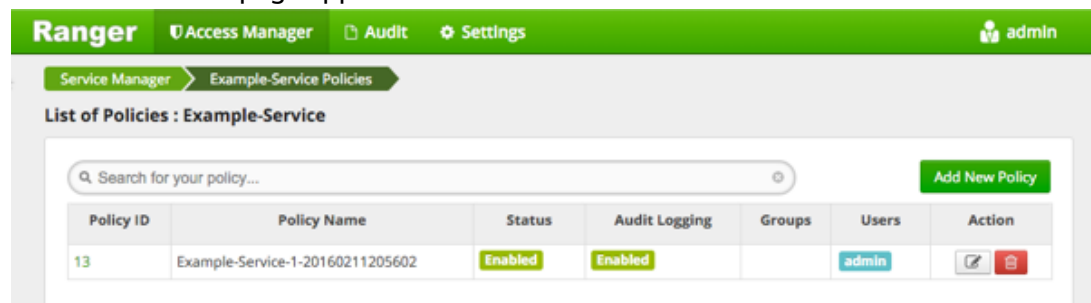 Ranger Access Manager Audit Settings admin
Service Manager Example-Service Policies
List of Policies : Example-Service
Search for your policy... Add New Policy
Policy ID Policy Name Status Audit Logging Groups Users Action
13 Example-Service-1-20160211205602 Enabled Enabled admin